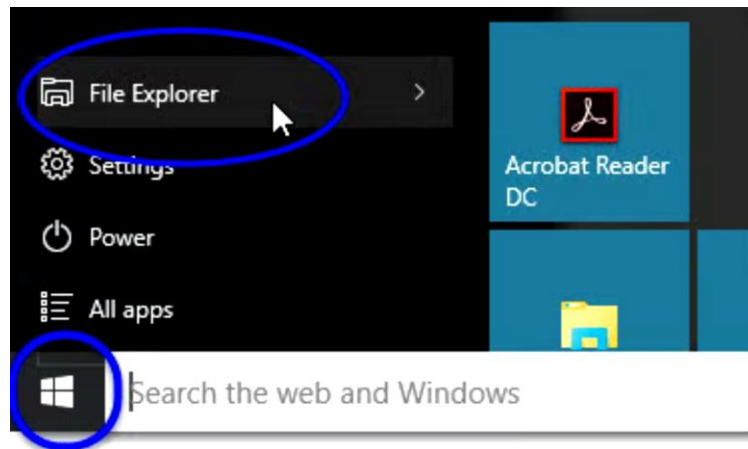 File Explorer
Settings
Power
All apps
Acrobat Reader
DC
Search the web and Windows